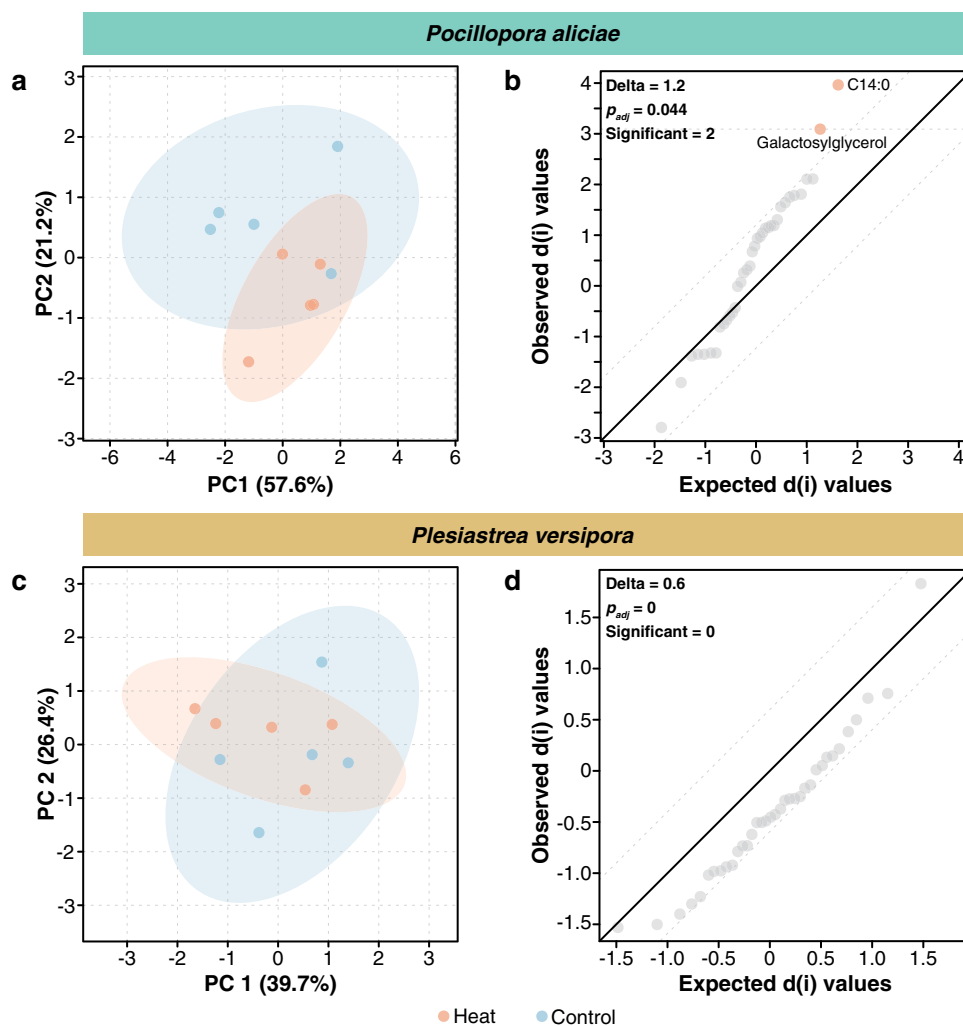 Pocillopora aliciae
a
3
2
1
0
-1
-2
-3
PC2 (21.2%)
-6
-4
-2
0
2
4
6
PC1 (57.6%)
b
Delta = 1.2
padj = 0.044
Significant = 2
C14:0
Galactosylglycerol
4
3
2
1
0
-1
-2
-3
Observed d(i) values
-3
-2
-1
0
1
2
3
4
Expected d(i) values
Plesiastrea versipora
c
3
2
1
0
-1
-2
-3
PC 2 (26.4%)
-3
-2
-1
0
1
2
3
PC 1 (39.7%)
d
Delta = 0.6
padj = 0
Significant = 0
1.5
1.0
0.5
0
-0.5
-1.0
-1.5
Observed d(i) values
-1.5
-1.0
-0.5
0
0.5
1.0
1.5
Expected d(i) values
Heat
Control